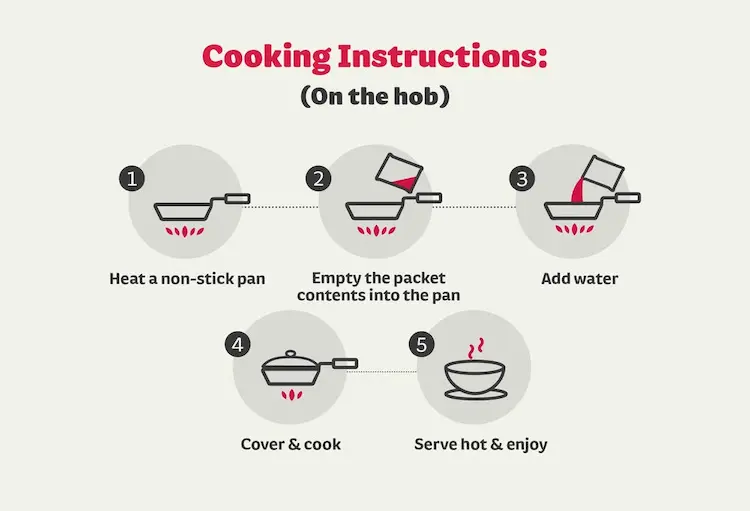 Cooking Instructions:
(On the hob)
1
Heat a non-stick pan
2
Empty the packet
contents into the pan
3
Add water
4
Cover & cook
5
Serve hot & enjoy